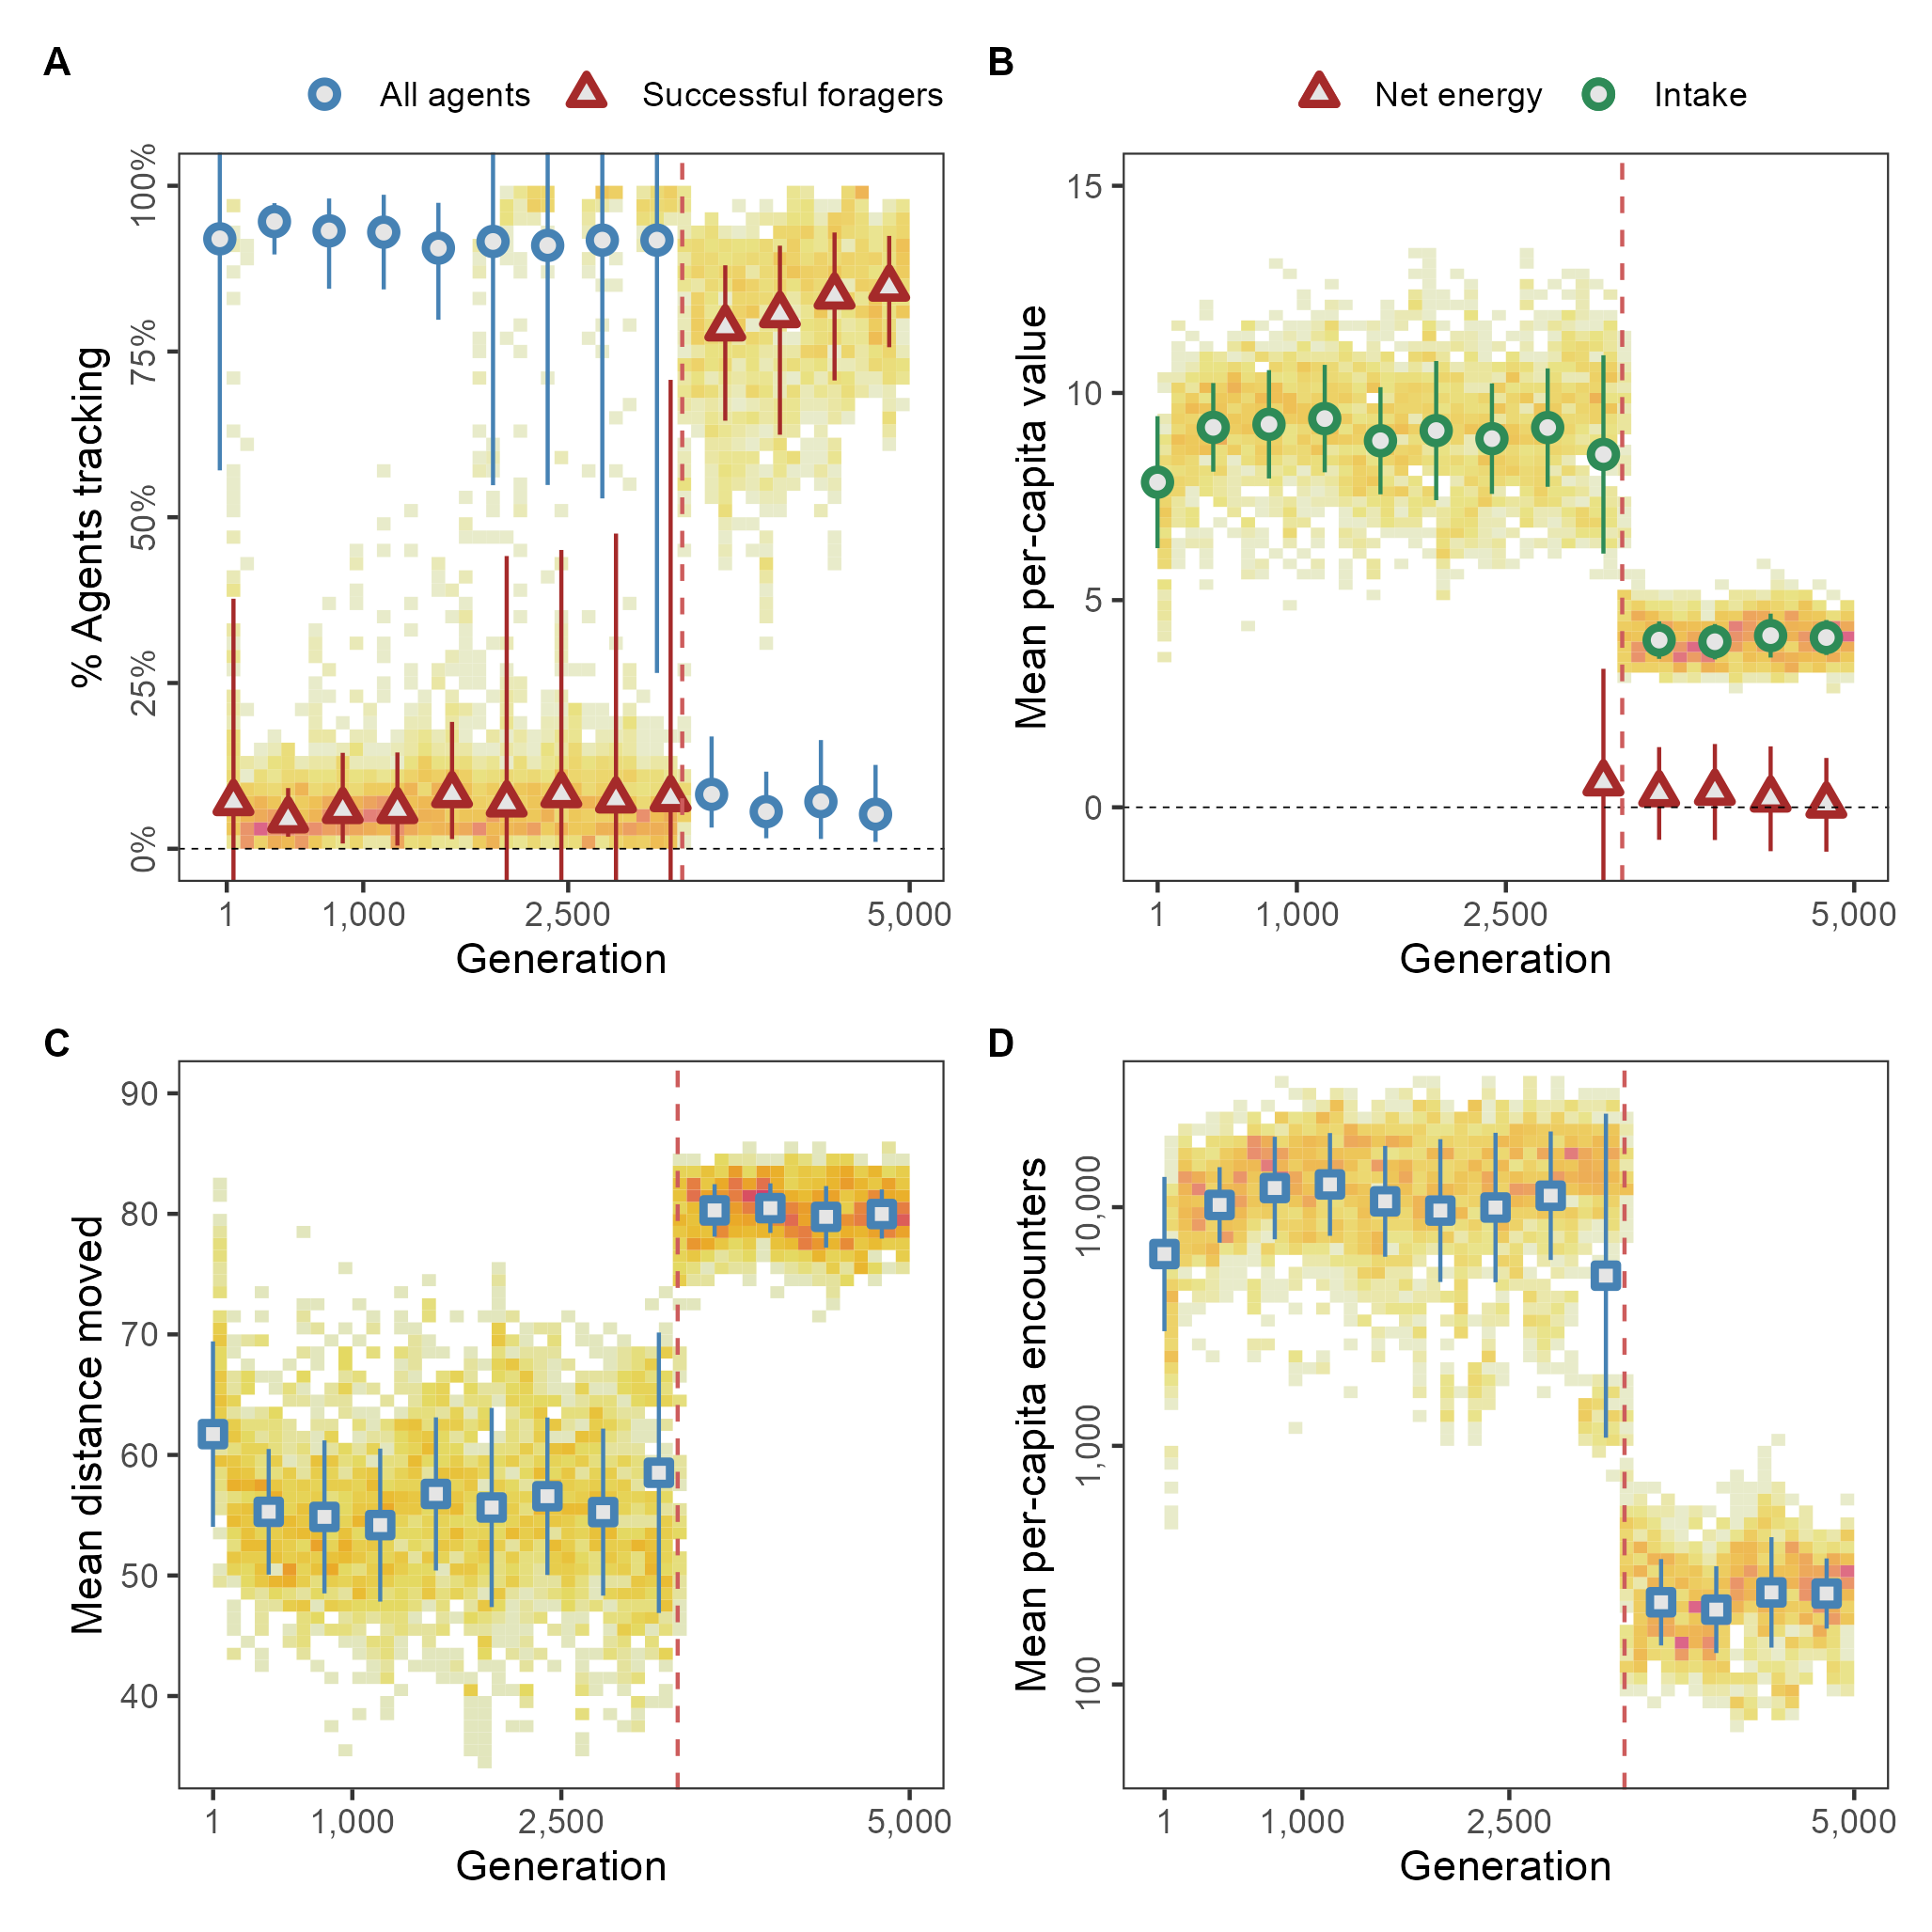 A
All agents
Successful foragers
% Agents tracking
100%
75%
50%
25%
0%
1
1,000
2,500
5,000
Generation
B
Net energy
Intake
Mean per-capita value
15
10
5
0
1
1,000
2,500
5,000
Generation
C
Mean distance moved
90
80
70
60
50
40
1
1,000
2,500
5,000
Generation
D
Mean per-capita encounters
10,000
1,000
100
1
1,000
2,500
5,000
Generation